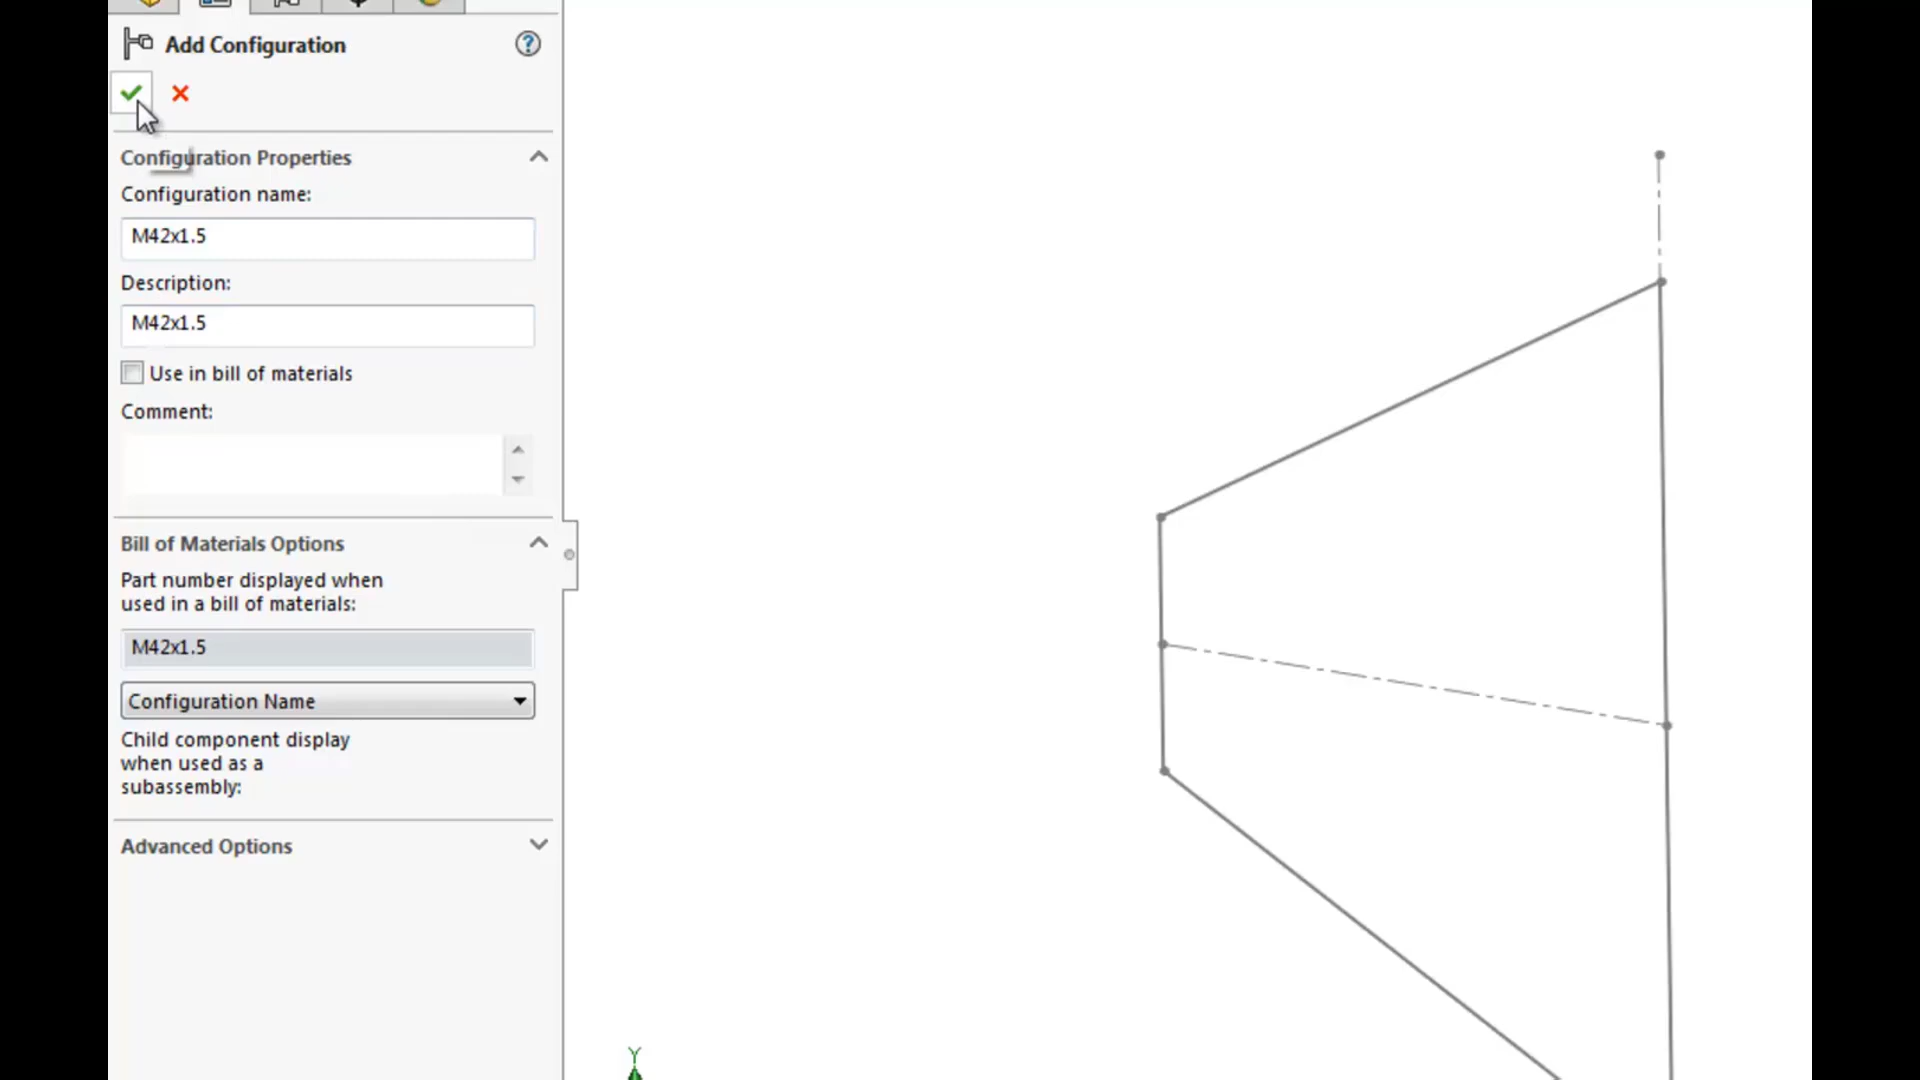 Add Configuration
Configuration Properties
Configuration name:
M42x1.5
Description:
M42x1.5
Use in bill of materials
Comment:
Bill of Materials Options
Part number displayed when
used in a bill of materials:
M42x1.5
Configuration Name
Child component display
when used as a
subassembly:
Advanced Options
Y